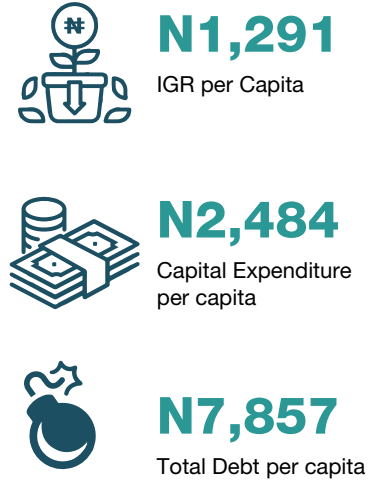 ₦
N1,291
IGR per Capita
N2,484
Capital Expenditure
per capita
N7,857
Total Debt per capita